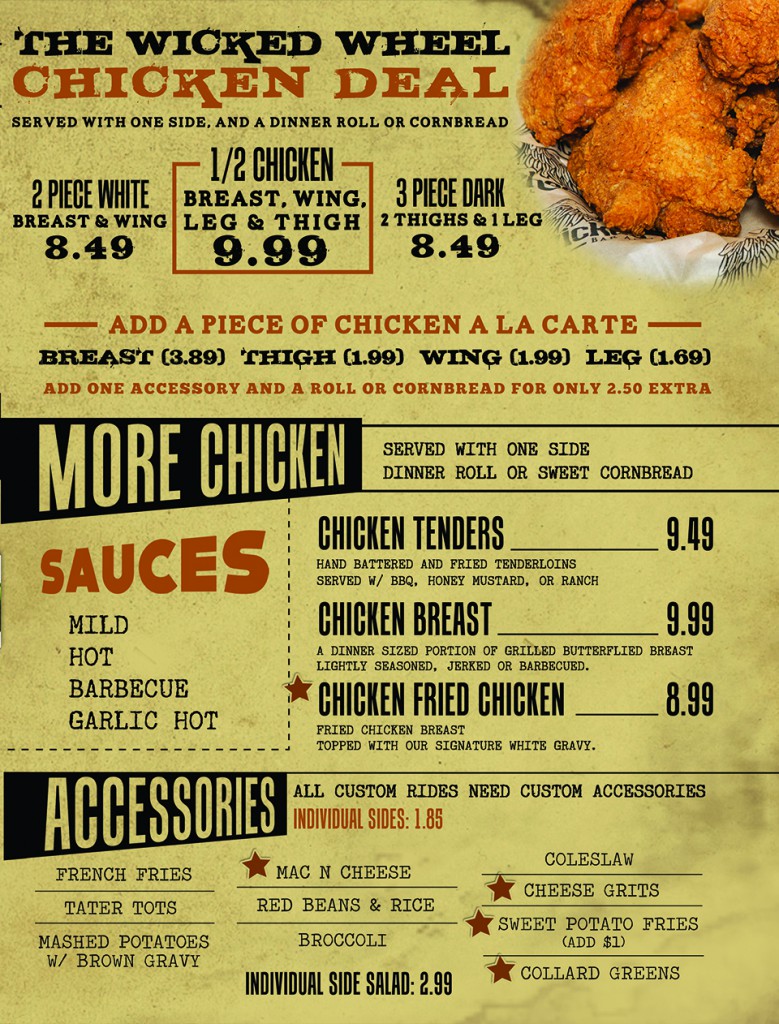 THE WICKED WHEEL
CHICKEN DEAL
SERVED WITH ONE SIDE, AND A DINNER ROLL OR CORNBREAD
2 PIECE WHITE
BREAST & WING
8.49
1/2 CHICKEN
BREAST, WING,
LEG & THIGH
9.99
3 PIECE DARK
2 THIGHS & 1 LEG
8.49
ADD A PIECE OF CHICKEN A LA CARTE
BREAST (3.89) THIGH (1.99) WING (1.99) LEG (1.69)
ADD ONE ACCESSORY AND A ROLL OR CORNBREAD FOR ONLY 2.50 EXTRA
MORE CHICKEN
SERVED WITH ONE SIDE
DINNER ROLL OR SWEET CORNBREAD
SAUCES
MILD
HOT
BARBECUE
GARLIC HOT
CHICKEN TENDERS 9.49
HAND BATTERED AND FRIED TENDERLOINS
SERVED W/ BBQ, HONEY MUSTARD, OR RANCH
CHICKEN BREAST 9.99
A DINNER SIZED PORTION OF GRILLED BUTTERFLIED BREAST
LIGHTLY SEASONED, JERKED OR BARBECUED.
CHICKEN FRIED CHICKEN 8.99
FRIED CHICKEN BREAST
TOPPED WITH OUR SIGNATURE WHITE GRAVY.
ACCESSORIES
ALL CUSTOM RIDES NEED CUSTOM ACCESSORIES
INDIVIDUAL SIDES: 1.85
FRENCH FRIES
TATER TOTS
MASHED POTATOES
W/ BROWN GRAVY
MAC N CHEESE
RED BEANS & RICE
BROCCOLI
COLESLAW
CHEESE GRITS
SWEET POTATO FRIES
(ADD $1)
COLLARD GREENS
INDIVIDUAL SIDE SALAD: 2.99